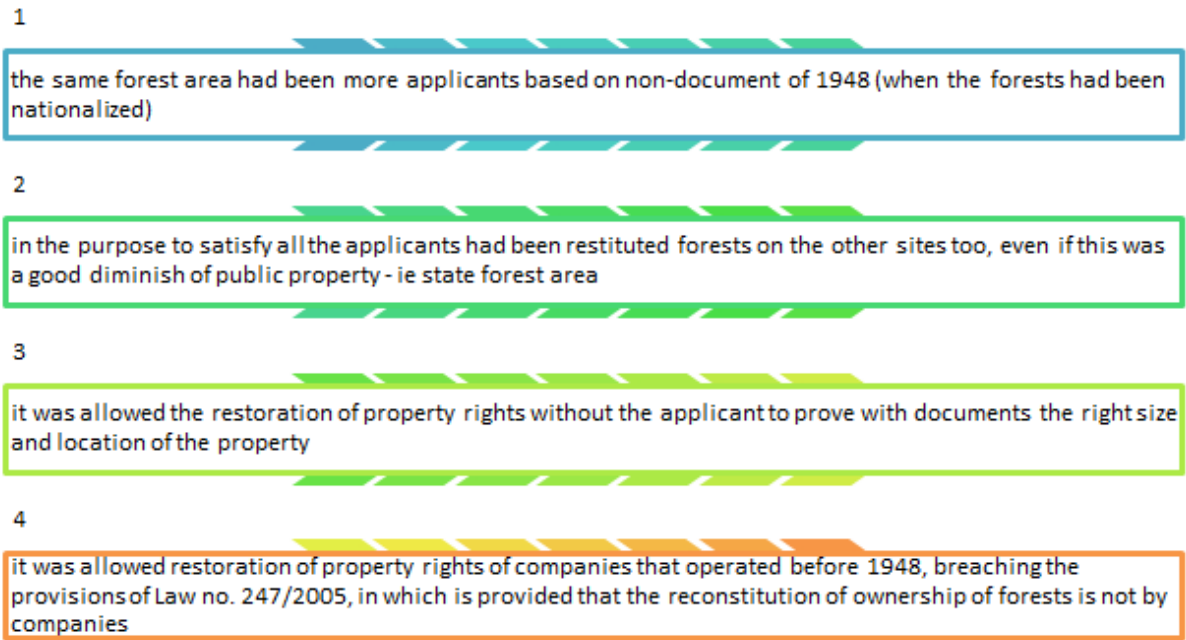 1
the same forest area had been more applicants based on non-document of 1948 (when the forests had been
nationalized)
2
in the purpose to satisfy all the applicants had been restituted forests on the other sites too, even if this was
a good diminish of public property - ie state forest area
3
it was allowed the restoration of property rights without the applicant to prove with documents the right size
and location of the property
4
it was allowed restoration of property rights of companies that operated before 1948, breaching the
provisions of Law no. 247/2005, in which is provided that the reconstitution of ownership of forests is not by
companies